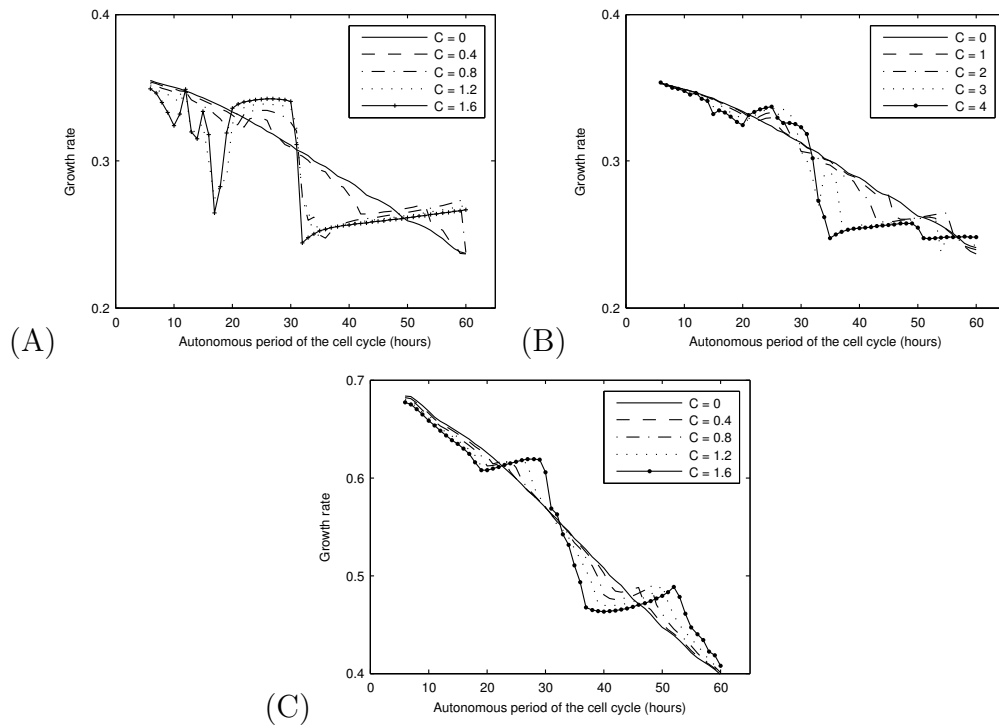 0.4
0.3
0.2
Growth rate
C = 0
C = 0.4
C = 0.8
C = 1.2
C = 1.6
0 10 20 30 40 50 60
Autonomous period of the cell cycle (hours)
(A)
0.4
0.3
0.2
Growth rate
C = 0
C = 1
C = 2
C = 3
C = 4
0 10 20 30 40 50 60
Autonomous period of the cell cycle (hours)
(B)
0.7
0.6
0.5
0.4
Growth rate
C = 0
C = 0.4
C = 0.8
C = 1.2
C = 1.6
0 10 20 30 40 50 60
Autonomous period of the cell cycle (hours)
(C)